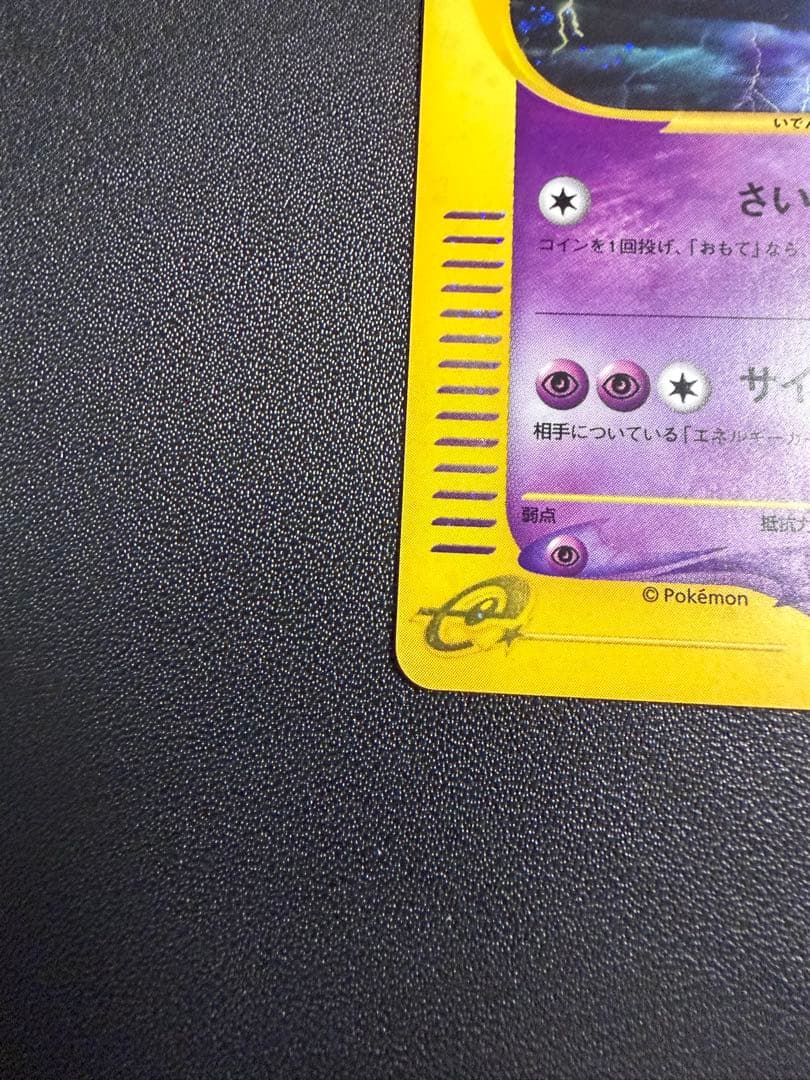 いでん
さい
コインを1回投げ、「おもて」なら、
サイ
相手についている「エネルギーカ
弱点
抵抗力
© Pokémon
e